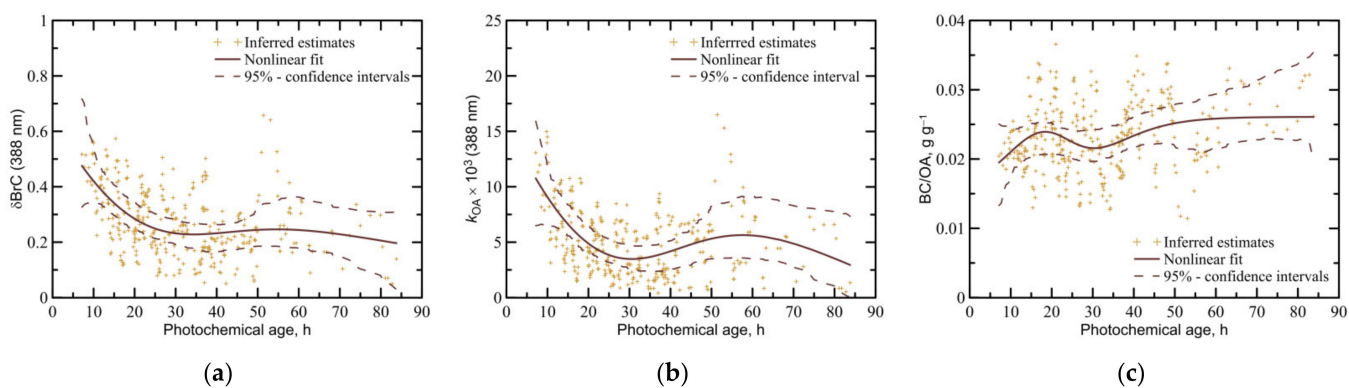 1
0.8
0.6
0.4
0.2
0
δBrC (388 nm)
+ + Inferred estimates
Nonlinear fit
95% - confidence intervals
0 10 20 30 40 50 60 70 80 90
Photochemical age, h
(a)
25
20
15
10
5
0
kOA × 10³ (388 nm)
+ + Inferrred estimates
Nonlinear fit
95% - confidence interval
0 10 20 30 40 50 60 70 80 90
Photochemical age, h
(b)
0.04
0.03
0.02
0.01
0.00
BC/OA, g g⁻¹
+ + Inferred estimates
Nonlinear fit
95% - confidence intervals
0 10 20 30 40 50 60 70 80 90
Photochemical age, h
(c)